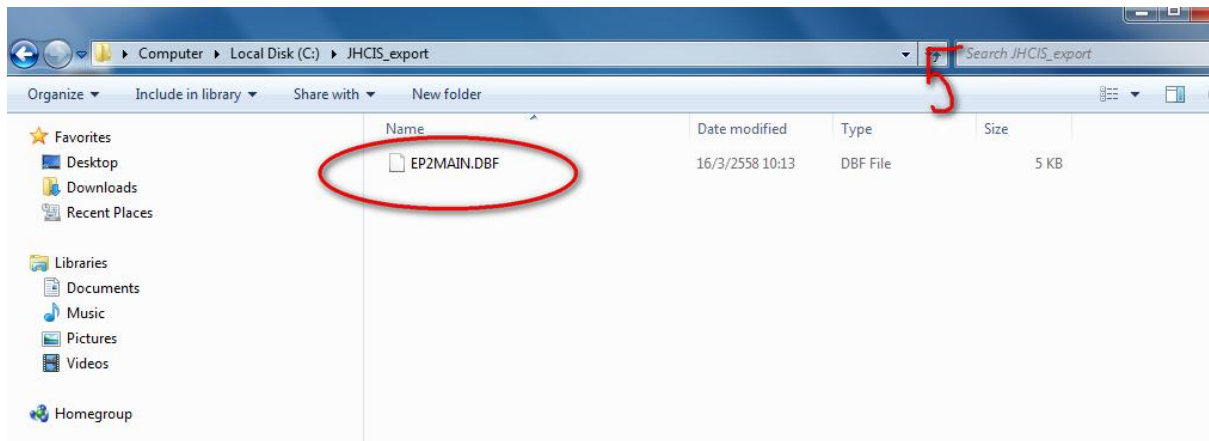 Computer ▸ Local Disk (C:) ▸ JHCIS_export
Search JHCIS_export
5
Organize
Include in library
Share with
New folder
Name
Date modified
Type
Size
EP2MAIN.DBF
16/3/2558 10:13
DBF File
5 KB
Favorites
Desktop
Downloads
Recent Places
Libraries
Documents
Music
Pictures
Videos
Homegroup